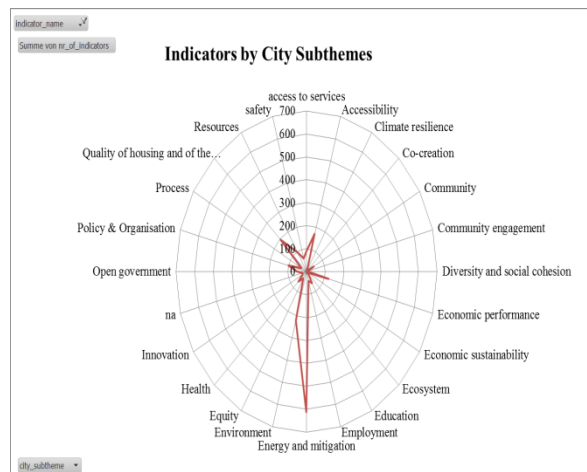 Indicator_name
Summe von nr_of_Indicators
Indicators by City Subthemes
access to services
Accessibility
Climate resilience
Co-creation
Community
Community engagement
Diversity and social cohesion
Economic performance
Economic sustainability
Ecosystem
Education
Employment
Energy and mitigation
Environment
Equity
Health
Innovation
na
Open government
Policy & Organisation
Process
Quality of housing and of the…
Resources
safety
700
600
500
400
300
200
100
0
city_subtheme